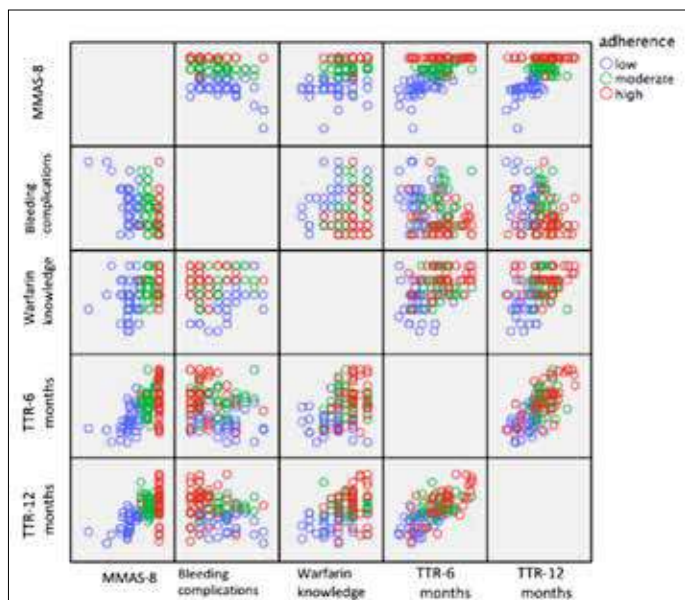 adherence
low
moderate
high
MMAS-8
Bleeding
complications
Warfarin
knowledge
TTR-6
months
TTR-12
months
MMAS-8
Bleeding
complications
Warfarin
knowledge
TTR-6
months
TTR-12
months